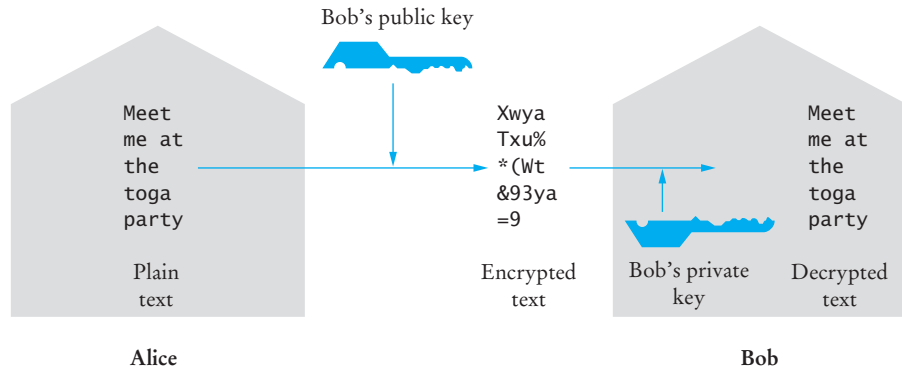 Bob’s public key
Meet
me at
the
toga
party
Xwya
Txu%
*(Wt
&93ya
=9
Meet
me at
the
toga
party
Plain
text
Encrypted
text
Bob’s private
key
Decrypted
text
Alice
Bob